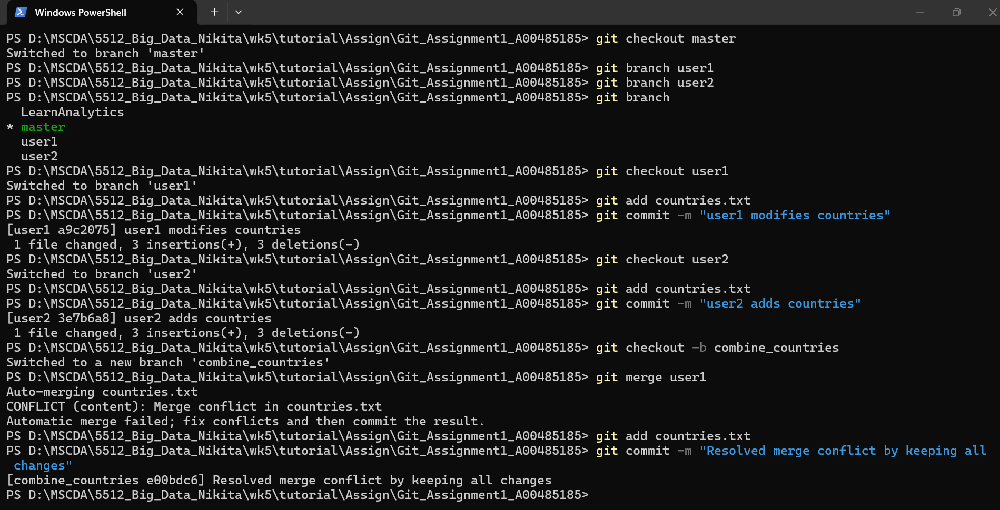 Windows PowerShell
PS D:\MSCDA\5512_Big_Data_Nikita\wk5\tutorial\Assign\Git_Assignment1_A00485185> git checkout master
Switched to branch 'master'
PS D:\MSCDA\5512_Big_Data_Nikita\wk5\tutorial\Assign\Git_Assignment1_A00485185> git branch user1
PS D:\MSCDA\5512_Big_Data_Nikita\wk5\tutorial\Assign\Git_Assignment1_A00485185> git branch user2
PS D:\MSCDA\5512_Big_Data_Nikita\wk5\tutorial\Assign\Git_Assignment1_A00485185> git branch
  LearnAnalytics
* master
  user1
  user2
PS D:\MSCDA\5512_Big_Data_Nikita\wk5\tutorial\Assign\Git_Assignment1_A00485185> git checkout user1
Switched to branch 'user1'
PS D:\MSCDA\5512_Big_Data_Nikita\wk5\tutorial\Assign\Git_Assignment1_A00485185> git add countries.txt
PS D:\MSCDA\5512_Big_Data_Nikita\wk5\tutorial\Assign\Git_Assignment1_A00485185> git commit -m "user1 modifies countries"
[user1 a9c2075] user1 modifies countries
 1 file changed, 3 insertions(+), 3 deletions(-)
PS D:\MSCDA\5512_Big_Data_Nikita\wk5\tutorial\Assign\Git_Assignment1_A00485185> git checkout user2
Switched to branch 'user2'
PS D:\MSCDA\5512_Big_Data_Nikita\wk5\tutorial\Assign\Git_Assignment1_A00485185> git add countries.txt
PS D:\MSCDA\5512_Big_Data_Nikita\wk5\tutorial\Assign\Git_Assignment1_A00485185> git commit -m "user2 adds countries"
[user2 3e7b6a8] user2 adds countries
 1 file changed, 3 insertions(+), 3 deletions(-)
PS D:\MSCDA\5512_Big_Data_Nikita\wk5\tutorial\Assign\Git_Assignment1_A00485185> git checkout -b combine_countries
Switched to a new branch 'combine_countries'
PS D:\MSCDA\5512_Big_Data_Nikita\wk5\tutorial\Assign\Git_Assignment1_A00485185> git merge user1
Auto-merging countries.txt
CONFLICT (content): Merge conflict in countries.txt
Automatic merge failed; fix conflicts and then commit the result.
PS D:\MSCDA\5512_Big_Data_Nikita\wk5\tutorial\Assign\Git_Assignment1_A00485185> git add countries.txt
PS D:\MSCDA\5512_Big_Data_Nikita\wk5\tutorial\Assign\Git_Assignment1_A00485185> git commit -m "Resolved merge conflict by keeping all
 changes"
[combine_countries e00bdc6] Resolved merge conflict by keeping all changes
PS D:\MSCDA\5512_Big_Data_Nikita\wk5\tutorial\Assign\Git_Assignment1_A00485185>